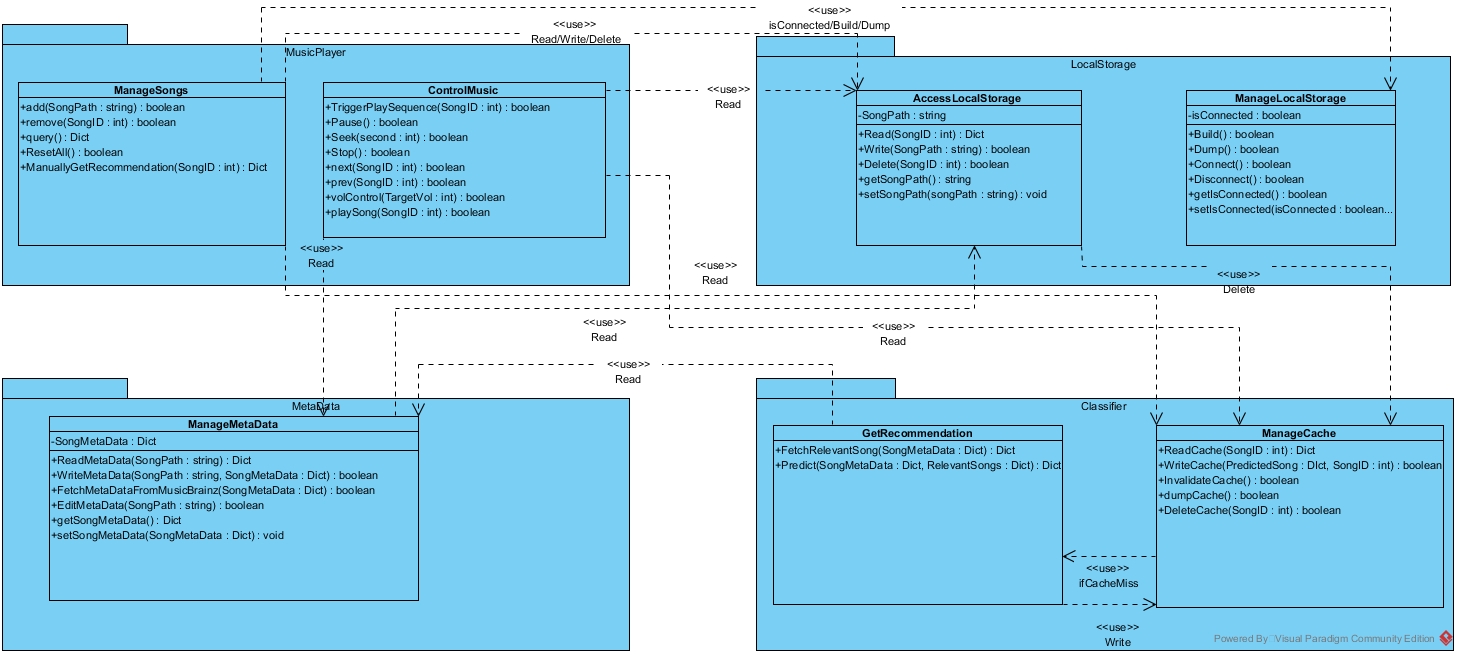 <<use>>
isConnected/Build/Dump
<<use>>
Read/Write/Delete
MusicPlayer
ManageSongs
+add(SongPath : string) : boolean
+remove(SongID : int) : boolean
+query() : Dict
+ResetAll() : boolean
+ManuallyGetRecommendation(SongID : int) : Dict
ControlMusic
+TriggerPlaySequence(SongID : int) : boolean
+Pause() : boolean
+Seek(second : int) : boolean
+Stop() : boolean
+next(SongID : int) : boolean
+prev(SongID : int) : boolean
+volControl(TargetVol : int) : boolean
+playSong(SongID : int) : boolean
<<use>>
Read
LocalStorage
AccessLocalStorage
-SongPath : string
+Read(SongID : int) : Dict
+Write(SongPath : string) : boolean
+Delete(SongID : int) : boolean
+getSongPath() : string
+setSongPath(songPath : string) : void
ManageLocalStorage
-isConnected : boolean
+Build() : boolean
+Dump() : boolean
+Connect() : boolean
+Disconnect() : boolean
+getIsConnected() : boolean
+setIsConnected(isConnected : boolean...
<<use>>
Read
<<use>>
Read
<<use>>
Delete
<<use>>
Read
<<use>>
Read
<<use>>
Read
MetaData
ManageMetaData
-SongMetaData : Dict
+ReadMetaData(SongPath : string) : Dict
+WriteMetaData(SongPath : string, SongMetaData : Dict) : boolean
+FetchMetaDataFromMusicBrainz(SongMetaData : Dict) : boolean
+EditMetaData(SongPath : string) : boolean
+getSongMetaData() : Dict
+setSongMetaData(SongMetaData : Dict) : void
Classifier
GetRecommendation
+FetchRelevantSong(SongMetaData : Dict) : Dict
+Predict(SongMetaData : Dict, RelevantSongs : Dict) : Dict
ManageCache
+ReadCache(SongID : int) : Dict
+WriteCache(PredictedSong : DIct, SongID : int) : boolean
+InvalidateCache() : boolean
+dumpCache() : boolean
+DeleteCache(SongID : int) : boolean
<<use>>
ifCacheMiss
<<use>>
Write
Powered By Visual Paradigm Community Edition